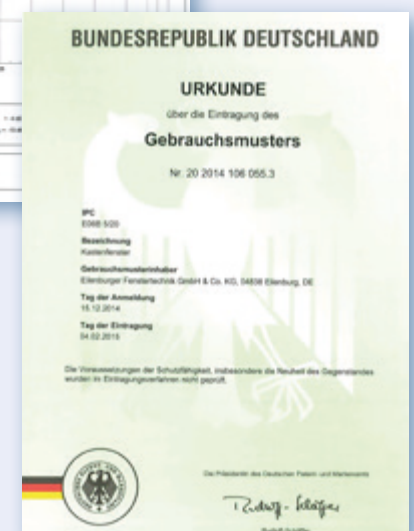 BUNDESREPUBLIK DEUTSCHLAND
URKUNDE
über die Eintragung des
Gebrauchsmusters
Nr. 20 2014 106 055.3
IPC
E06B 5/20
Bezeichnung
Kastenfenster
Gebrauchsmusterinhaber
Eilenburger Fenstertechnik GmbH & Co. KG, 04838 Eilenburg, DE
Tag der Anmeldung
15.12.2014
Tag der Eintragung
04.02.2015
Die Voraussetzungen der Schutzfähigkeit, insbesondere die Neuheit des Gegenstandes
wurden im Eintragungsverfahren nicht geprüft.
Die Präsidentin des Deutschen Patent- und Markenamts